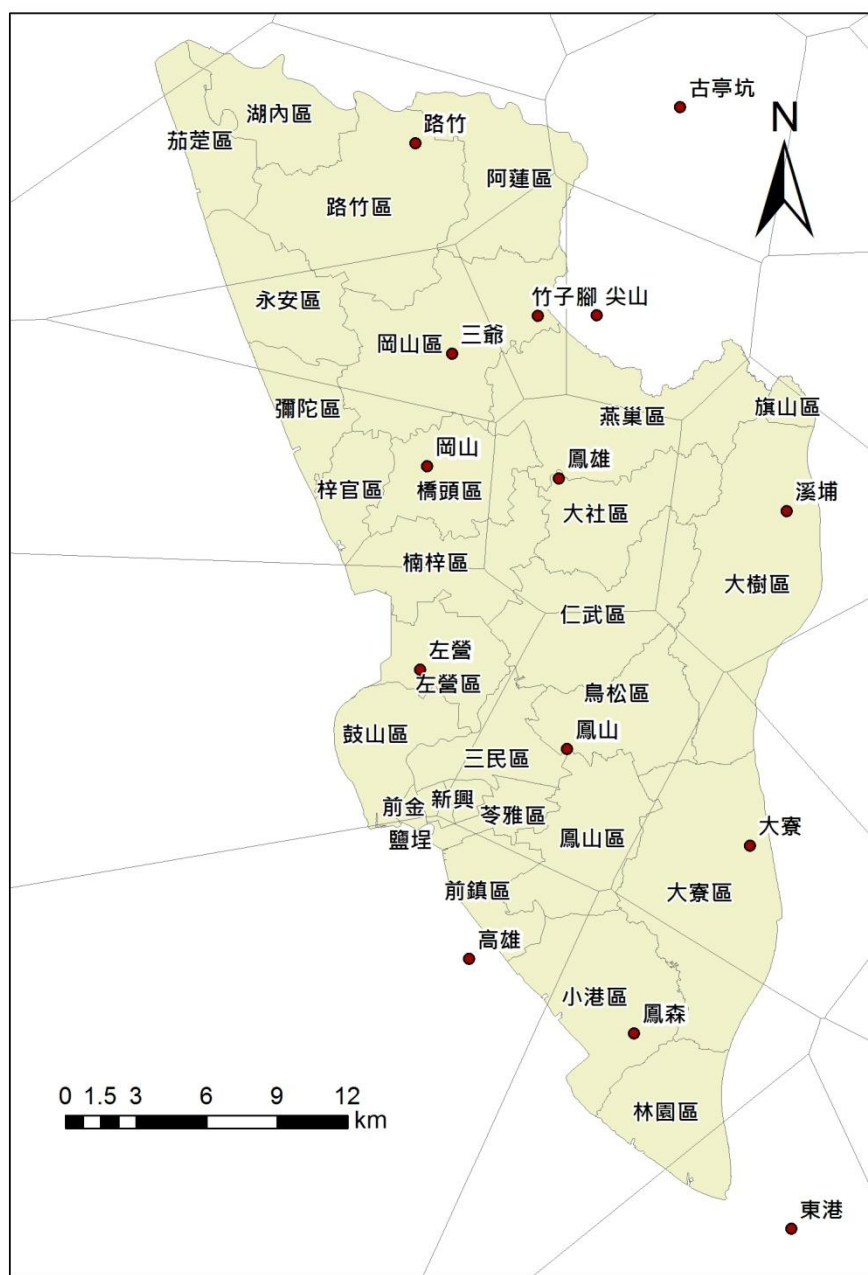 古亭坑
N
湖內區
路竹
茄萣區
阿蓮區
路竹區
永安區
竹子腳 尖山
三爺
岡山區
彌陀區
燕巢區
旗山區
岡山
鳳雄
梓官區
橋頭區
溪埔
大社區
楠梓區
大樹區
仁武區
左營
左營區
鳥松區
鼓山區
鳳山
三民區
新興
前金
苓雅區
大寮
鹽埕
鳳山區
前鎮區
大寮區
高雄
小港區
鳳森
0 1.5 3 6 9 12
km
林園區
東港